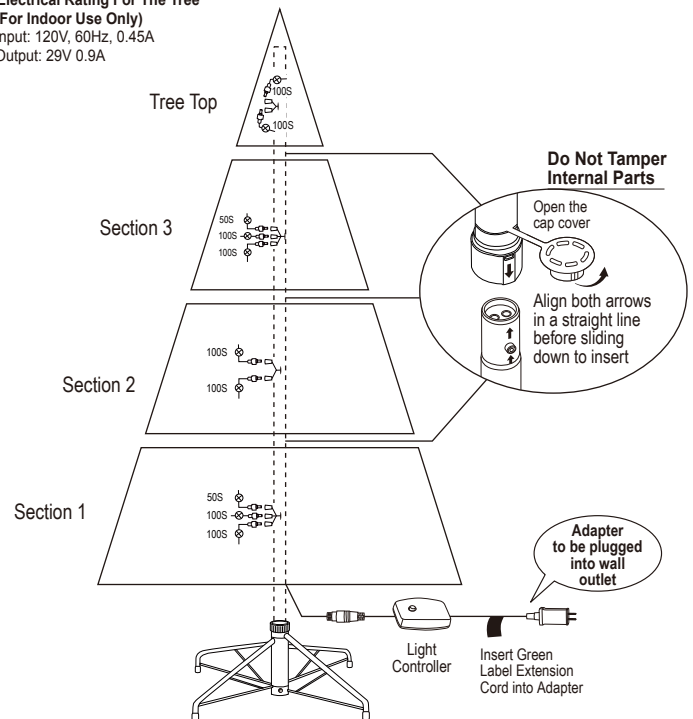 Electrical Rating For The Tree
(For Indoor Use Only)
Input: 120V, 60Hz, 0.45A
Output: 29V 0.9A
Tree Top
100S
100S
Do Not Tamper
Internal Parts
Open the
cap cover
Section 3
50S
100S
100S
Align both arrows
in a straight line
before sliding
down to insert
Section 2
100S
100S
Section 1
50S
100S
100S
Adapter
to be plugged
into wall
outlet
Light
Controller
Insert Green
Label Extension
Cord into Adapter